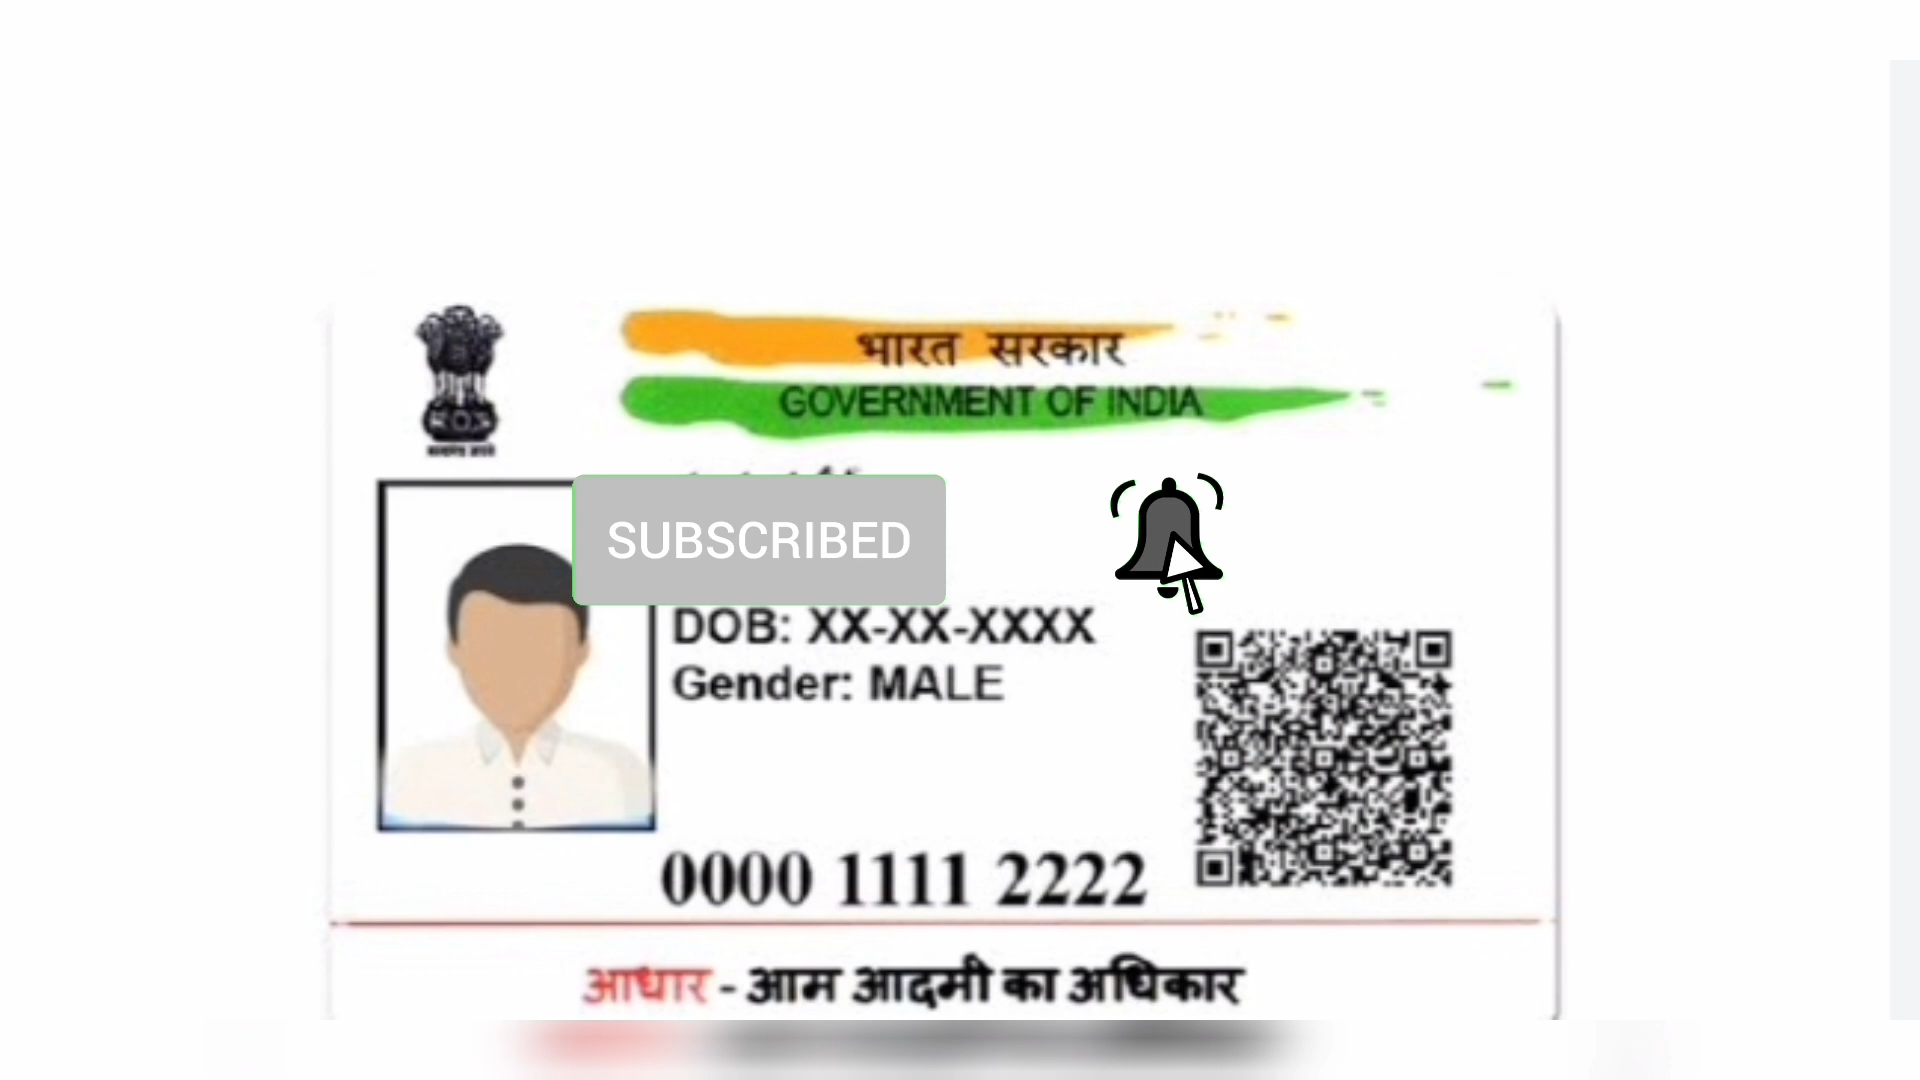 भारत सरकार
GOVERNMENT OF INDIA
SUBSCRIBED
DOB: XX-XX-XXXX
Gender: MALE
0000 1111 2222
आधार - आम आदमी का अधिकार